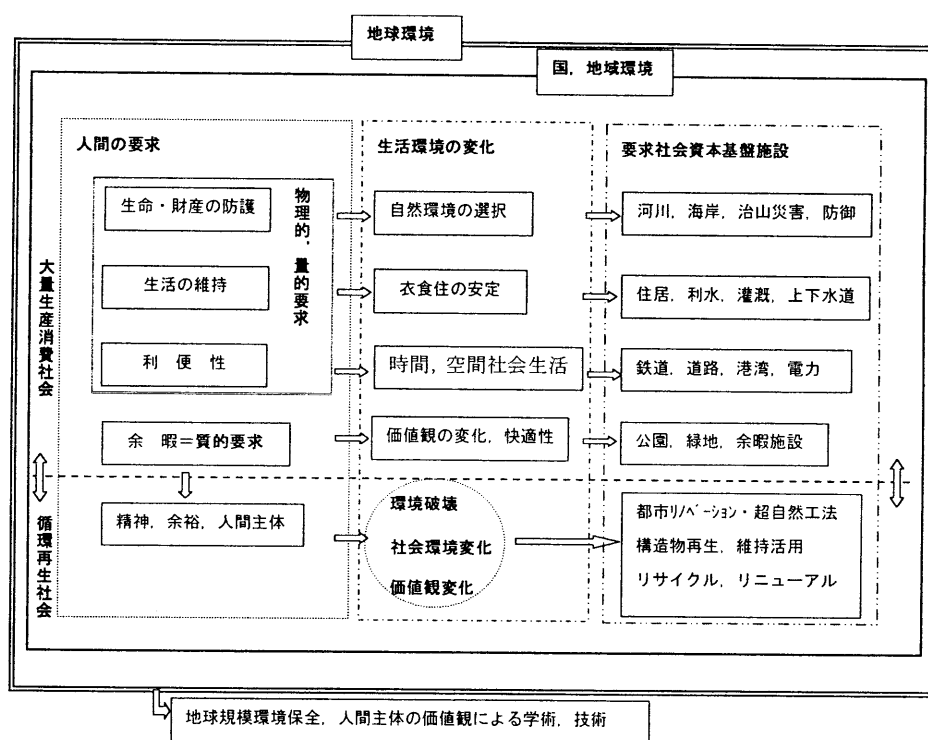 地球環境
国，地域環境
人間の要求
生活環境の変化
要求社会資本基盤施設
大量生産消費社会
物理的，量的要求
生命・財産の防護
自然環境の選択
河川，海岸，治山災害，防御
生活の維持
衣食住の安定
住居，利水，灌漑，上下水道
利　便　性
時間，空間社会生活
鉄道，道路，港湾，電力
余　暇＝質的要求
価値観の変化，快適性
公園，緑地，余暇施設
循環再生社会
精神，余裕，人間主体
環境破壊
社会環境変化
価値観変化
都市ﾘﾉﾍﾞｰｼｮﾝ・超自然工法
構造物再生，維持活用
リサイクル，リニューアル
地球規模環境保全，人間主体の価値観による学術，技術